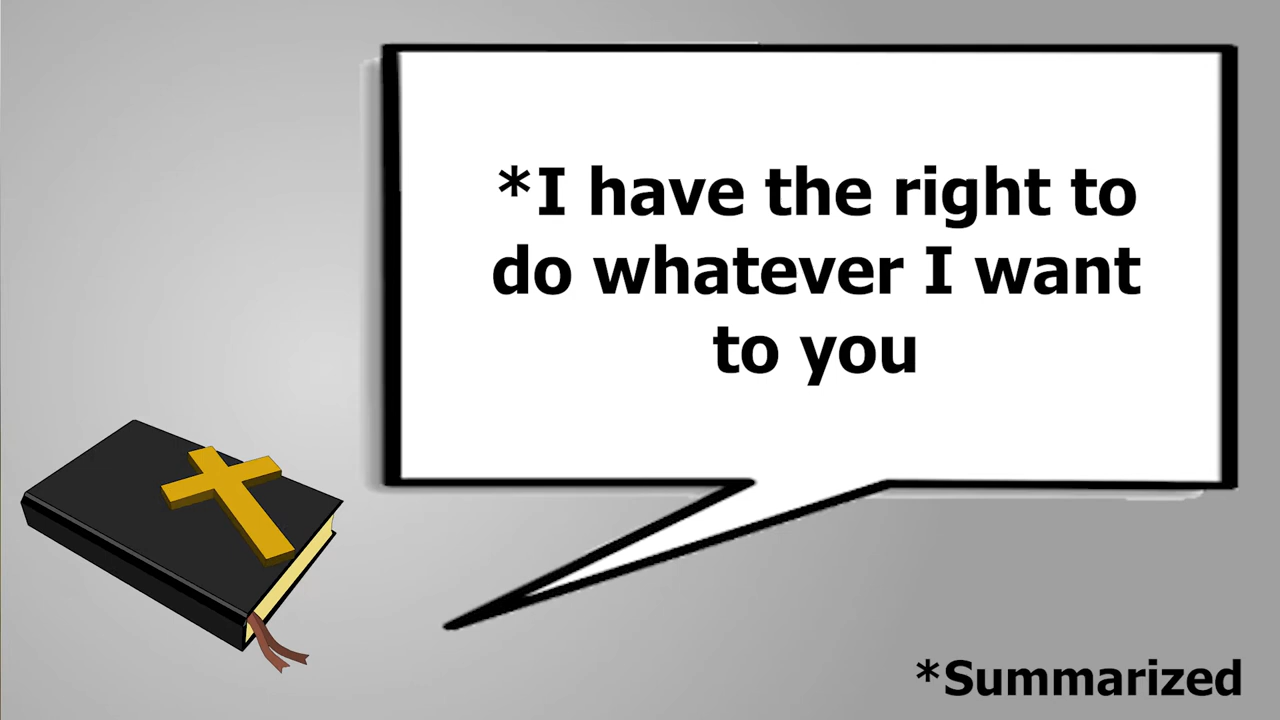 *I have the right to
do whatever I want
to you
*Summarized